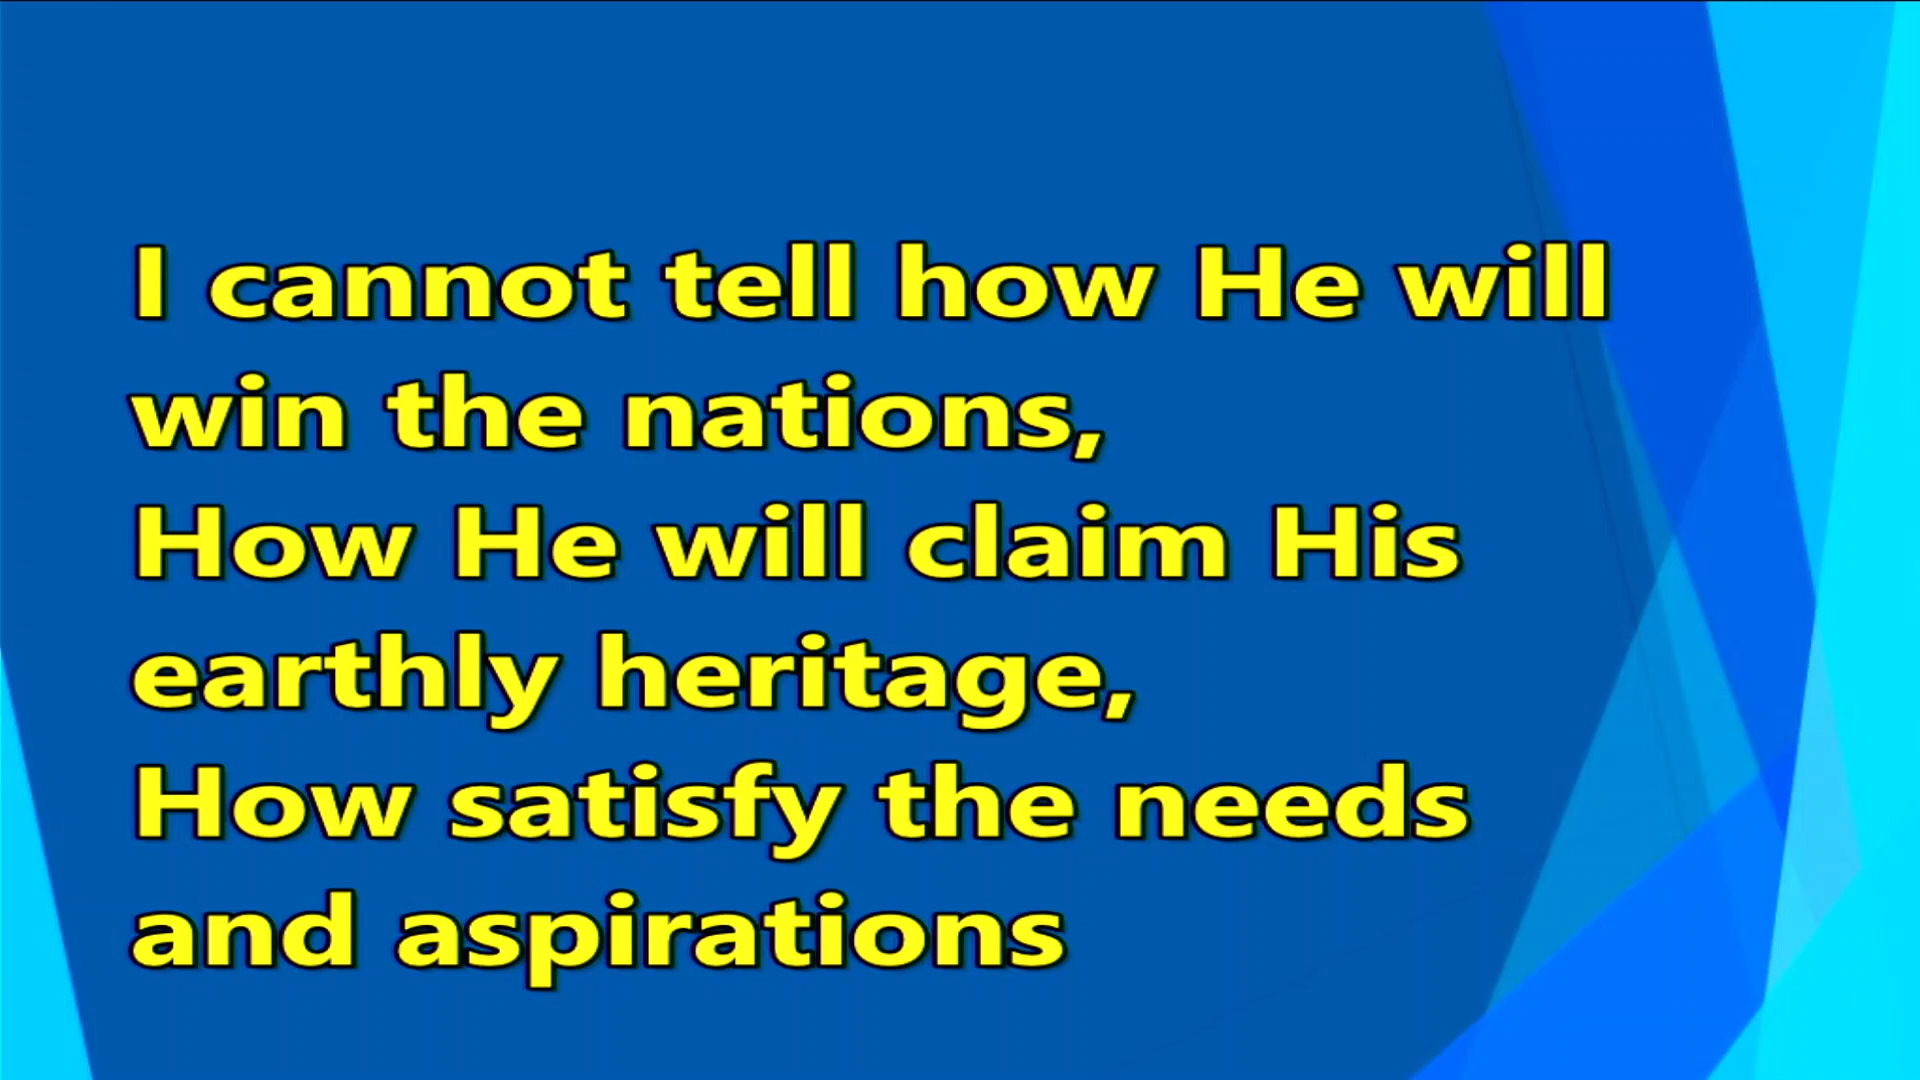 I cannot tell how He will
win the nations,
How He will claim His
earthly heritage,
How satisfy the needs
and aspirations